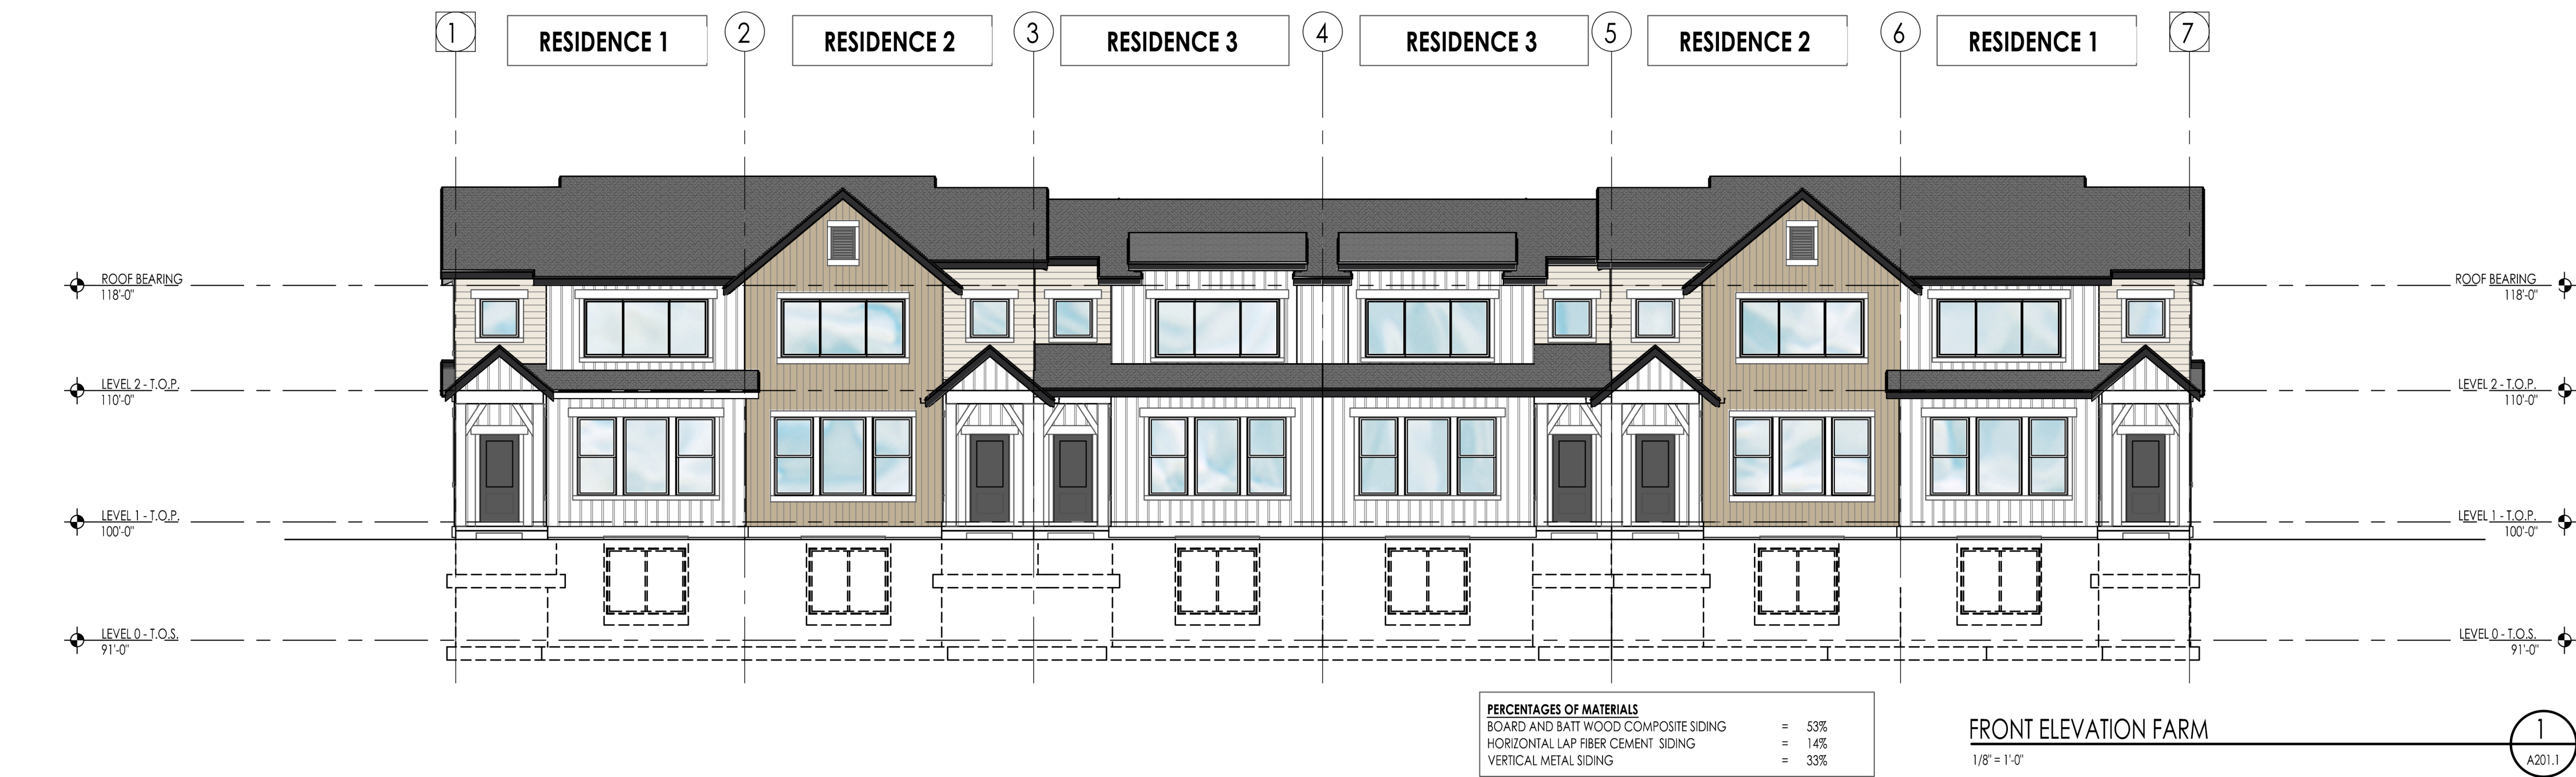 1 RESIDENCE 1 2 RESIDENCE 2 3 RESIDENCE 3 4 RESIDENCE 3 5 RESIDENCE 2 6 RESIDENCE 1 7
ROOF BEARING
118'-0"
ROOF BEARING
118'-0"
LEVEL 2 - T.O.P.
110'-0"
LEVEL 2 - T.O.P.
110'-0"
LEVEL 1 - T.O.P.
100'-0"
LEVEL 1 - T.O.P.
100'-0"
LEVEL 0 - T.O.S.
91'-0"
LEVEL 0 - T.O.S.
91'-0"
PERCENTAGES OF MATERIALS
BOARD AND BATT WOOD COMPOSITE SIDING = 53%
HORIZONTAL LAP FIBER CEMENT SIDING = 14%
VERTICAL METAL SIDING = 33%
FRONT ELEVATION FARM
1/8" = 1'-0"
1
A201.1